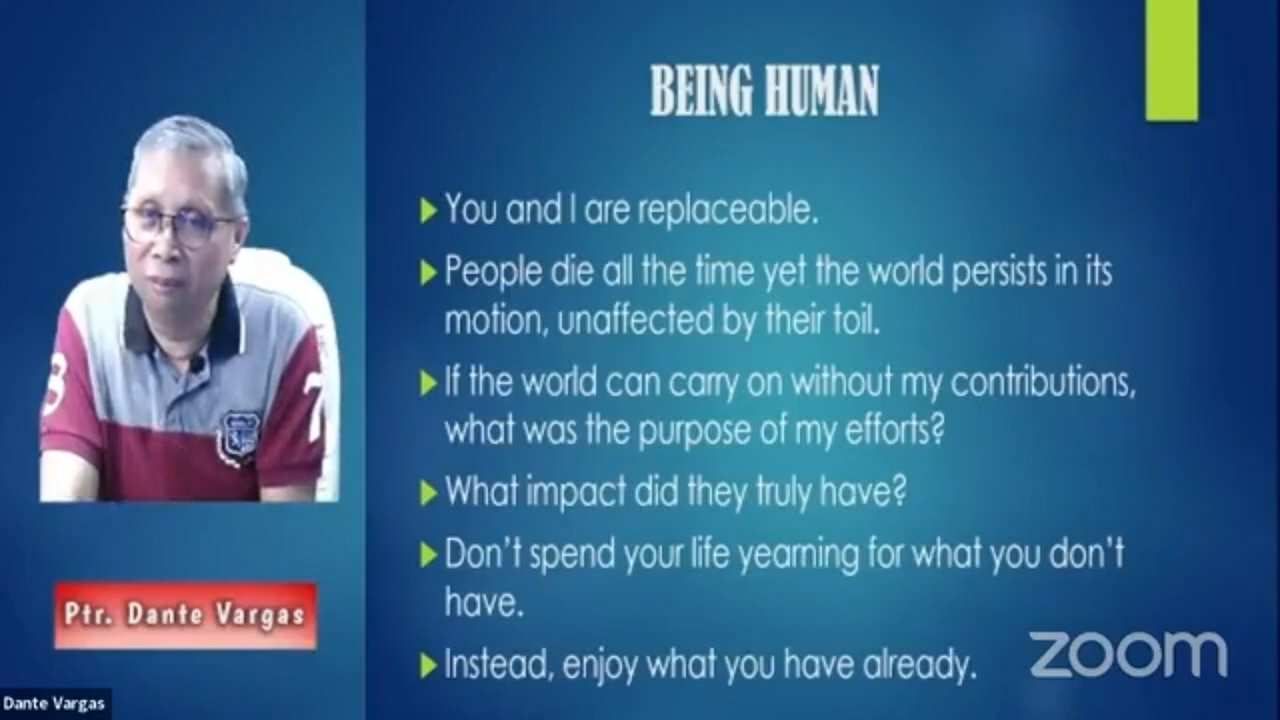 BEING HUMAN
You and I are replaceable.
People die all the time yet the world persists in its
motion, unaffected by their toil.
If the world can carry on without my contributions,
what was the purpose of my efforts?
What impact did they truly have?
Don't spend your life yearning for what you don't
have.
Instead, enjoy what you have already.
8
7
Ptr. Dante Vargas
Dante Vargas
zoom